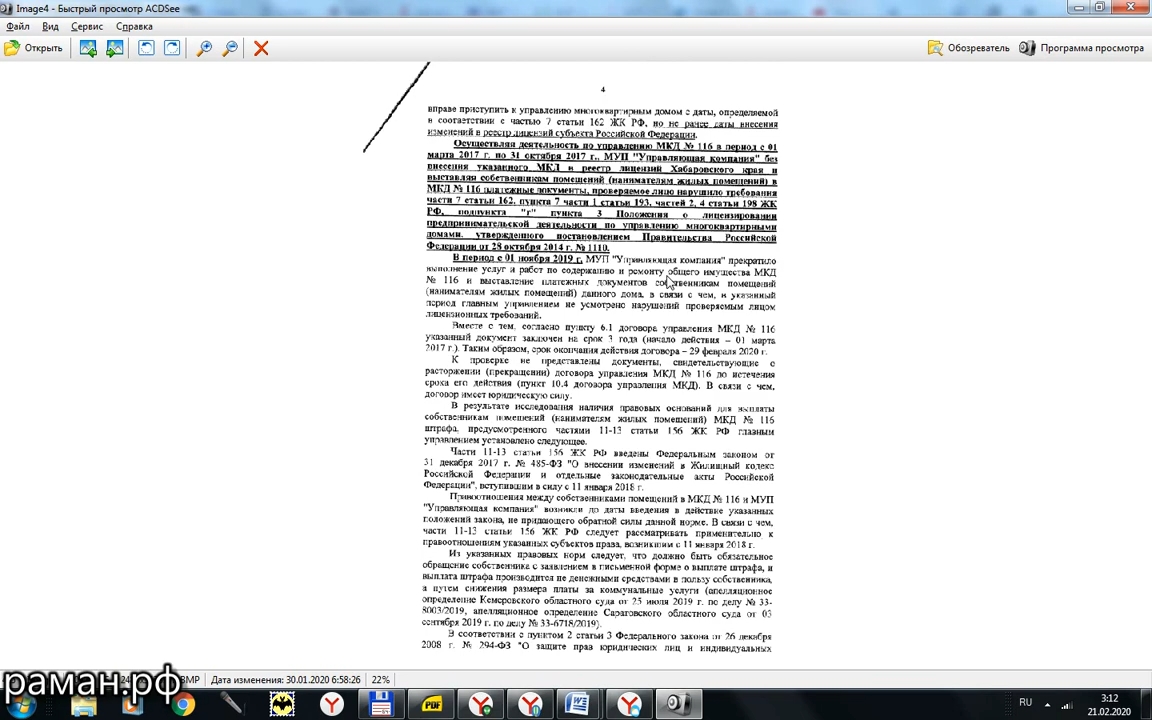 Image4 - Быстрый просмотр ACDSee
Файл Вид Сервис Справка
Открыть Обозреватель Программа просмотра
4
вправе приступить к управлению многоквартирным домом с даты, определяемой
в соответствии с частью 7 статьи 162 ЖК РФ, но не ранее даты внесения
изменений в реестр лицензий субъекта Российской Федерации.
Осуществляя деятельность по управлению МКД № 116 в период с 01
марта 2017 г. по 31 октября 2017 г., МУП "Управляющая компания" без
внесения указанного МКД в реестр лицензий Хабаровского края и
выставляя собственникам помещений (нанимателям жилых помещений) в
МКД № 116 платежные документы, проверяемое лицо нарушило требования
части 7 статьи 162, пункта 7 части 1 статьи 193, частей 2, 4 статьи 198 ЖК
РФ, подпункта "г" пункта 3 Положения о лицензировании
предпринимательской деятельности по управлению многоквартирными
домами, утвержденного постановлением Правительства Российской
Федерации от 28 октября 2014 г. № 1110.
В период с 01 ноября 2019 г. МУП "Управляющая компания" прекратило
выполнение услуг и работ по содержанию и ремонту общего имущества МКД
№ 116 и выставление платежных документов собственникам помещений
(нанимателям жилых помещений) данного дома, в связи с чем, в указанный
период главным управлением не усмотрено нарушений проверяемым лицом
лицензионных требований.
Вместе с тем, согласно пункту 6.1 договора управления МКД № 116
указанный документ заключен на срок 3 года (начало действия – 01 марта
2017 г.). Таким образом, срок окончания действия договора – 29 февраля 2020 г.
К проверке не представлены документы, свидетельствующие о
расторжении (прекращении) договора управления МКД № 116 до истечения
срока его действия (пункт 10.4 договора управления МКД). В связи с чем,
договор имеет юридическую силу.
В результате исследования наличия правовых оснований для выплаты
собственникам помещений (нанимателям жилых помещений) МКД № 116
штрафа, предусмотренного частями 11-13 статьи 156 ЖК РФ главным
управлением установлено следующее.
Части 11-13 статьи 156 ЖК РФ введены Федеральным законом от
31 декабря 2017 г. № 485-ФЗ "О внесении изменений в Жилищный кодекс
Российской Федерации и отдельные законодательные акты Российской
Федерации", вступившим в силу с 11 января 2018 г.
Правоотношения между собственниками помещений в МКД № 116 и МУП
"Управляющая компания" возникли до даты введения в действие указанных
положений закона, не придающего обратной силы данной норме. В связи с чем,
части 11-13 статьи 156 ЖК РФ следует рассматривать применительно к
правоотношениям указанных субъектов права, возникшим с 11 января 2018 г.
Из указанных правовых норм следует, что должно быть обязательное
обращение собственника с заявлением в письменной форме о выплате штрафа, и
выплата штрафа производится не денежными средствами в пользу собственника,
а путем снижения размера платы за коммунальные услуги (апелляционное
определение Кемеровского областного суда от 25 июля 2019 г. по делу № 33-
8003/2019, апелляционное определение Саратовского областного суда от 03
сентября 2019 г. по делу № 33-6718/2019).
В соответствии с пунктом 2 статьи 3 Федерального закона от 26 декабря
2008 г. № 294-ФЗ "О защите прав юридических лиц и индивидуальных
раман.рф
Дата изменения: 30.01.2020 6:58:26 22%
PDF
RU
3:12
21.02.2020